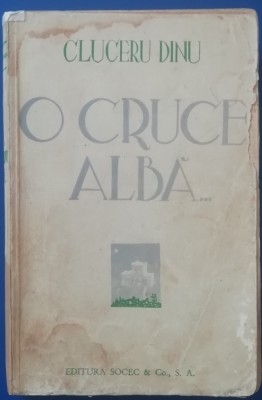 CLUCERU DINU
O CRUCE
ALBĂ...
EDITURA SOCEC & Co., S. A.